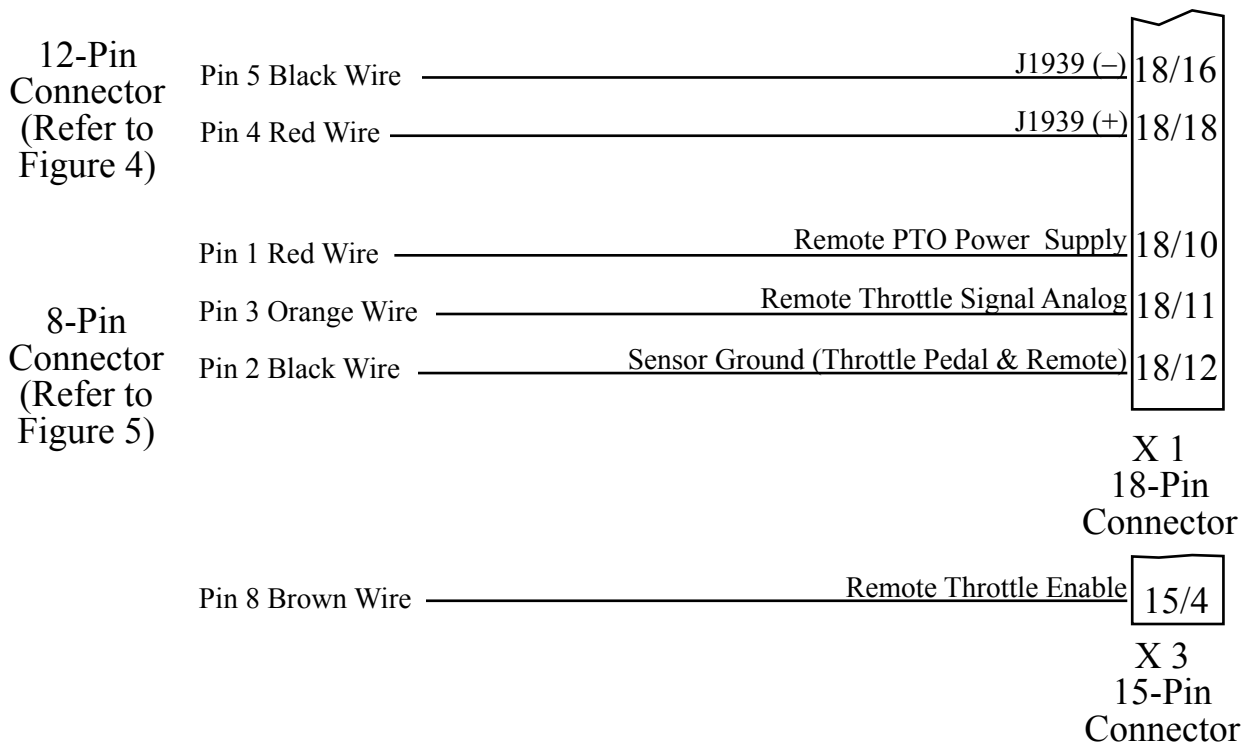 12-Pin
Connector
(Refer to
Figure 4)
Pin 5 Black Wire J1939 (–) 18/16
Pin 4 Red Wire J1939 (+) 18/18
8-Pin
Connector
(Refer to
Figure 5)
Pin 1 Red Wire Remote PTO Power Supply 18/10
Pin 3 Orange Wire Remote Throttle Signal Analog 18/11
Pin 2 Black Wire Sensor Ground (Throttle Pedal & Remote) 18/12
X 1
18-Pin
Connector
Pin 8 Brown Wire Remote Throttle Enable 15/4
X 3
15-Pin
Connector